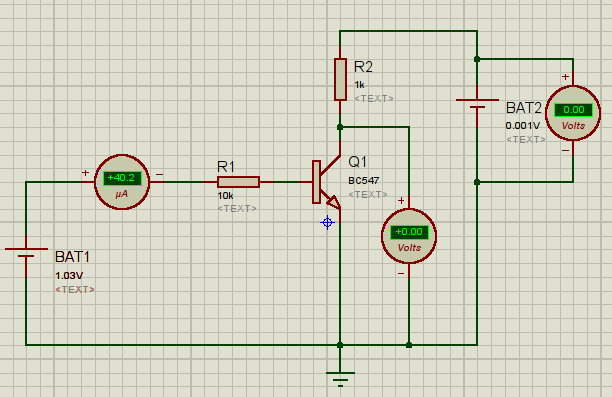 R2
1k
<TEXT>
+
0.00
Volts
−
BAT2
0.001V
<TEXT>
+
+40.2
µA
−
R1
10k
<TEXT>
Q1
BC547
<TEXT>
+
+0.00
Volts
−
BAT1
1.03V
<TEXT>